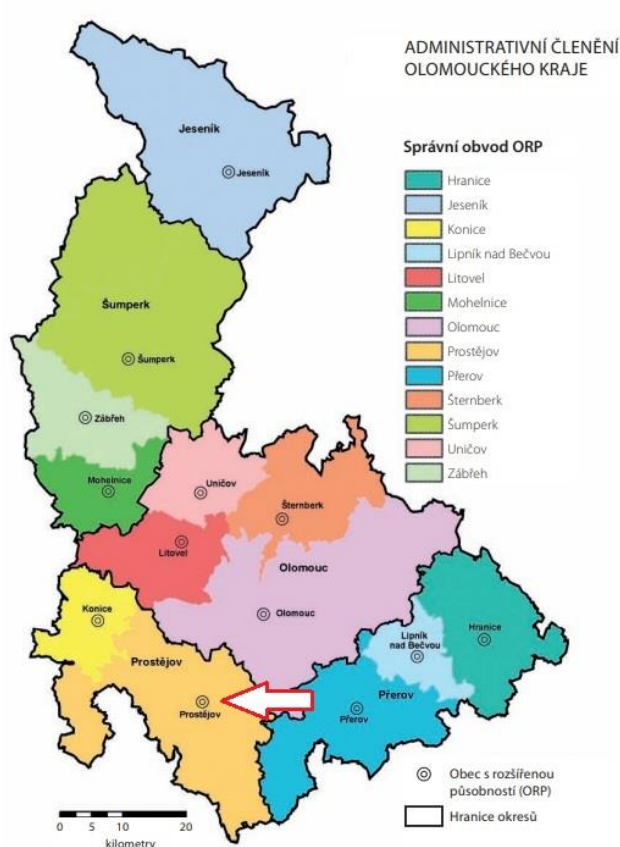 ADMINISTRATIVNÍ ČLENĚNÍ
OLOMOUCKÉHO KRAJE
Správní obvod ORP
Hranice
Jeseník
Konice
Lipník nad Bečvou
Litovel
Mohelnice
Olomouc
Prostějov
Přerov
Šternberk
Šumperk
Uničov
Zábřeh
Jeseník
Jeseník
Šumperk
Šumperk
Zábřeh
Mohelnice
Uničov
Šternberk
Litovel
Olomouc
Olomouc
Konice
Hranice
Lipník
nad Bečvou
Prostějov
Prostějov
Přerov
Přerov
Obec s rozšířenou
působností (ORP)
Hranice okresů
0 5 10 20
kilometry